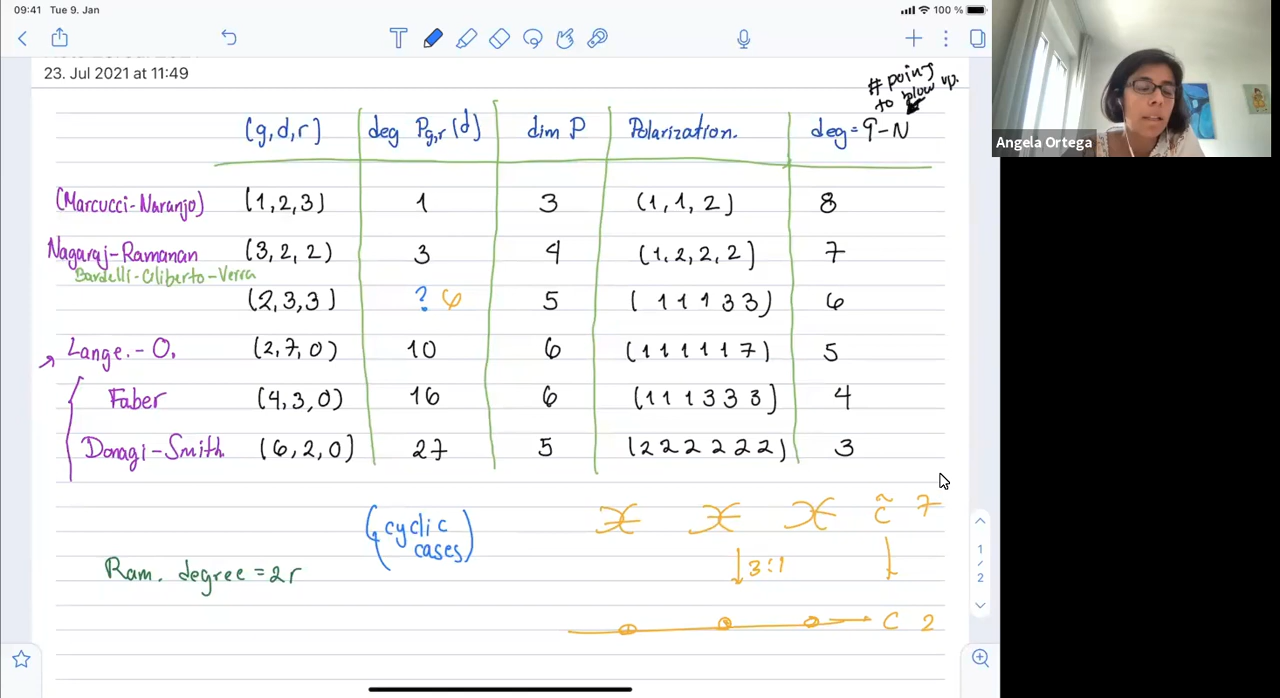 09:41 Tue 9. Jan
100 %
23. Jul 2021 at 11:49
# poins
to blow up.
(g,d,r) deg P_{g,r}(d) dim P Polarization. deg = 9-N
Angela Ortega
(Marcucci-Naranjo) (1,2,3) 1 3 (1,1,2) 8
Nagaraj-Ramanan (3,2,2) 3 4 (1,2,2,2) 7
Bardelli-Ciliberto-Verra
(2,3,3) ? 6 5 (1 1 1 3 3) 6
Lange.-O. (2,7,0) 10 6 (1 1 1 1 1 7) 5
Faber (4,3,0) 16 6 (1 1 1 3 3 3) 4
Donagi-Smith (6,2,0) 27 5 (1 2 2 2 2 2 2) 3
C̃ 7
(cyclic
cases)
3:1
Ram. degree = 2r
C 2
1
/
2